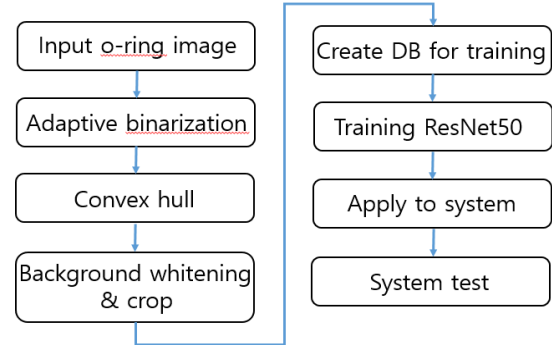 Input o-ring image
Adaptive binarization
Convex hull
Background whitening
& crop
Create DB for training
Training ResNet50
Apply to system
System test